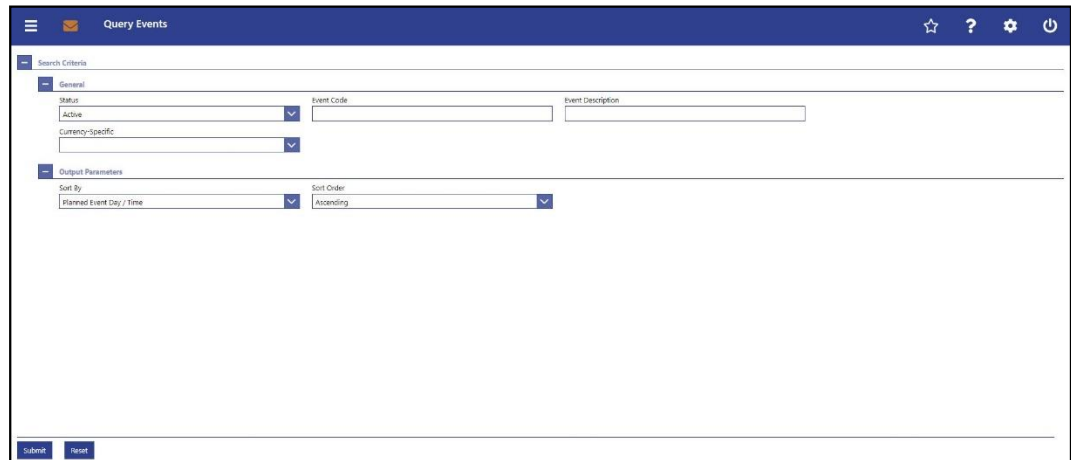 Query Events
?
Search Criteria
General
Status Event Code Event Description
Active
Currency-Specific
Output Parameters
Sort By Sort Order
Planned Event Day / Time Ascending
Submit Reset